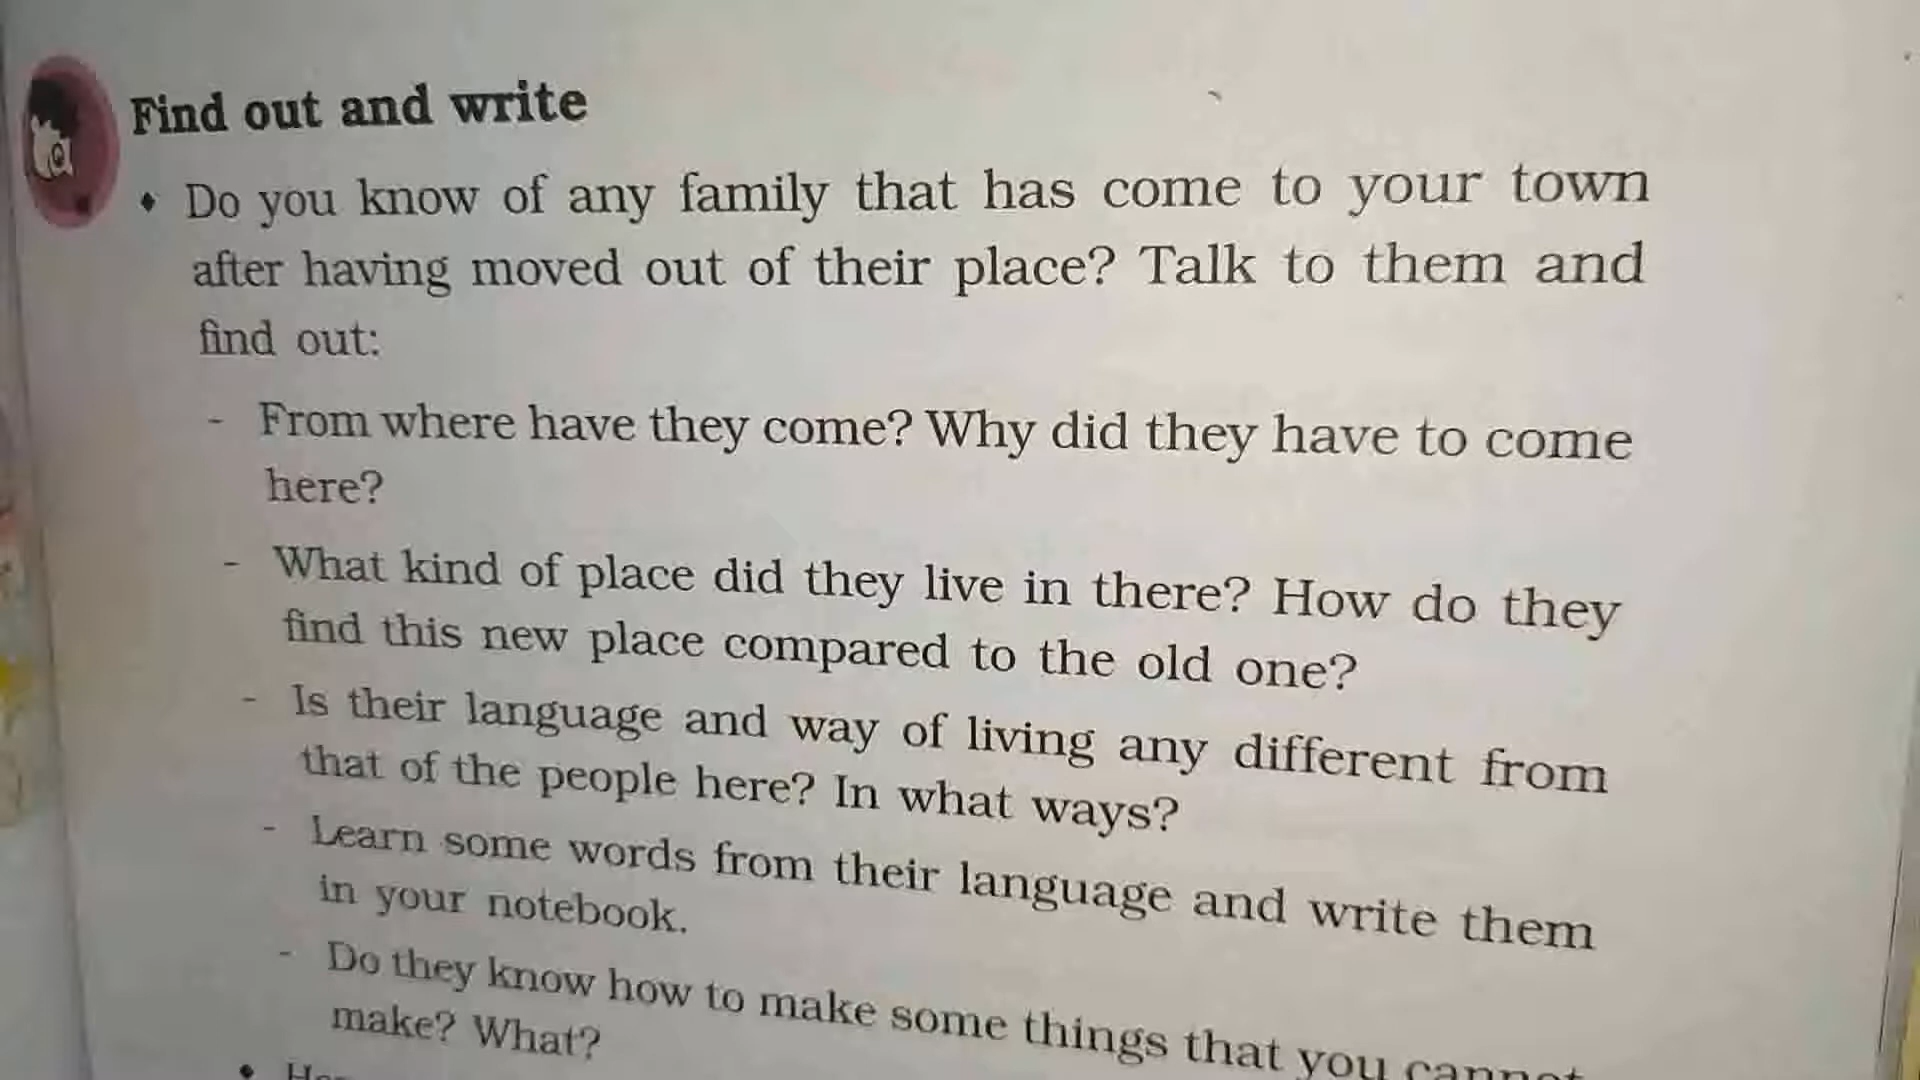 Find out and write
• Do you know of any family that has come to your town
after having moved out of their place? Talk to them and
find out:
- From where have they come? Why did they have to come
here?
- What kind of place did they live in there? How do they
find this new place compared to the old one?
- Is their language and way of living any different from
that of the people here? In what ways?
- Learn some words from their language and write them
in your notebook.
- Do they know how to make some things that you cannot
make? What?
•